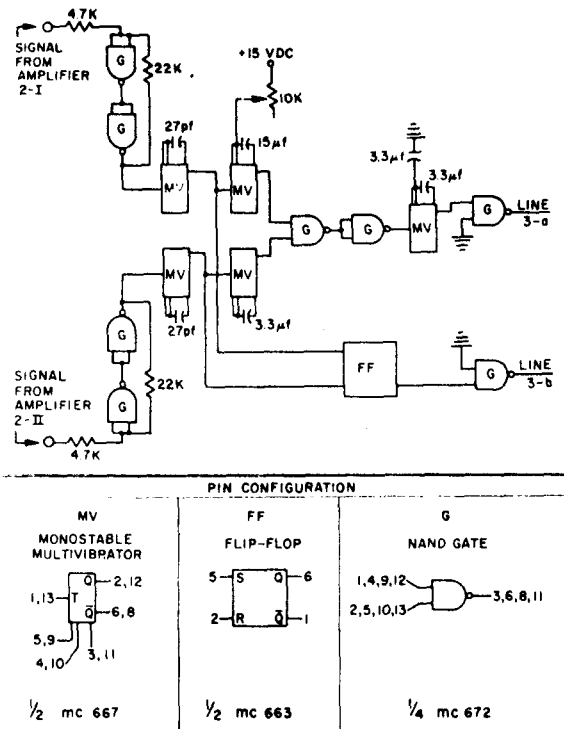 4.7K
SIGNAL
FROM
AMPLIFIER
2-I
G
22K
G
+15 VDC
10K
27pf
MV
15µf
MV
3.3µf
3.3µf
MV
G
G
G
LINE
3-a
MV
27pf
MV
3.3µf
G
22K
G
FF
G
LINE
3-b
SIGNAL
FROM
AMPLIFIER
2-II
4.7K
PIN CONFIGURATION
MV
MONOSTABLE
MULTIVIBRATOR
Q 2,12
1,13 T
Q̅ 6,8
5,9
4,10
3,11
1/2 mc 667
FF
FLIP-FLOP
5 S Q 6
2 R Q̅ 1
1/2 mc 663
G
NAND GATE
1,4,9,12
2,5,10,13
3,6,8,11
1/4 mc 672